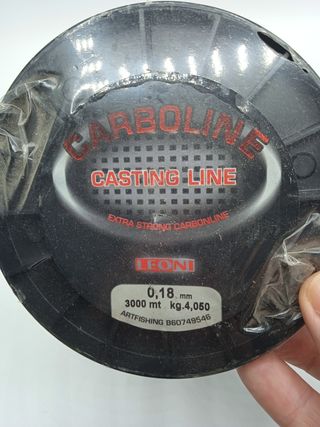 CARBOLINE
CASTING LINE
EXTRA STRONG CARBONLINE
LEONI
0,18 mm
3000 mt kg.4,050
ARTFISHING B60749546